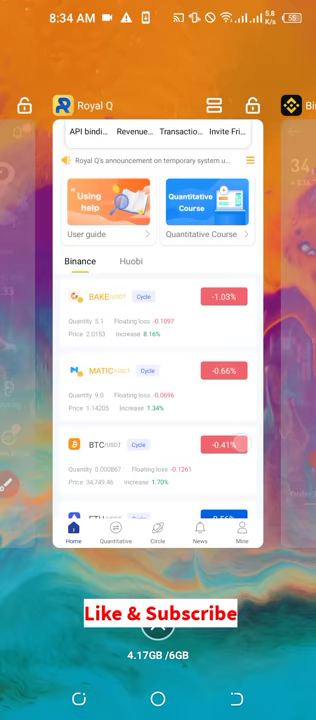 8:34 AM
5.8
K/s
55
Royal Q
Bin
API bindi... Revenue... Transactio... Invite Fri...
Royal Q's announcement on temporary system u...
Using
help
Quantitative
Course
User guide
Quantitative Course
Binance Huobi
BAKE/USDT Cycle -1.03%
Quantity 5.1 Floating loss -0.1097
Price 2.0153 Increase 8.16%
MATIC/USDT Cycle -0.66%
Quantity 9.0 Floating loss -0.0696
Price 1.14205 Increase 1.34%
BTC/USDT Cycle -0.41%
Quantity 0.000867 Floating loss -0.1261
Price 34,749.46 Increase 1.70%
Home Quantitative Circle News Mine
Like & Subscribe
4.17GB /6GB